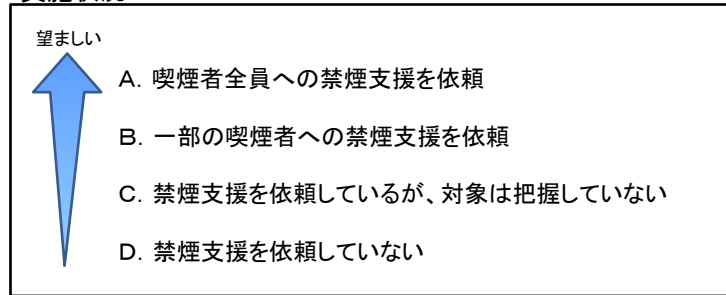 望ましい
A. 喫煙者全員への禁煙支援を依頼
B. 一部の喫煙者への禁煙支援を依頼
C. 禁煙支援を依頼しているが、対象は把握していない
D. 禁煙支援を依頼していない